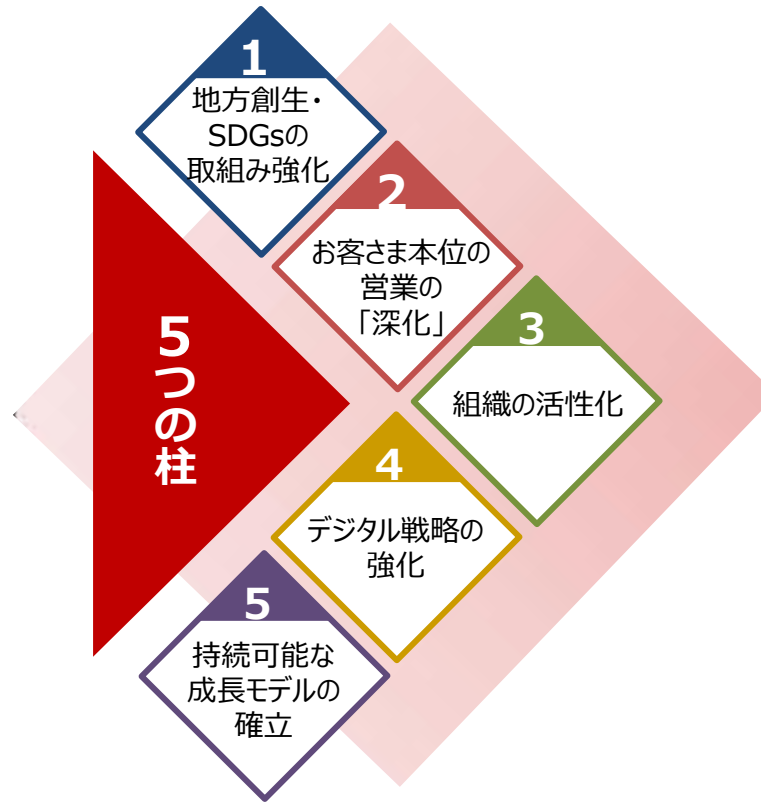 1
地方創生・
SDGsの
取組み強化
2
お客さま本位の
営業の
「深化」
3
組織の活性化
5つの柱
4
デジタル戦略の
強化
5
持続可能な
成長モデルの
確立